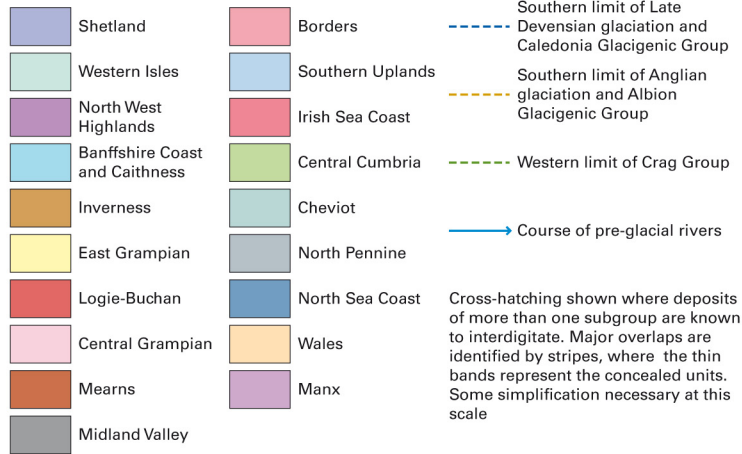 Shetland
Western Isles
North West
Highlands
Banffshire Coast
and Caithness
Inverness
East Grampian
Logie-Buchan
Central Grampian
Mearns
Midland Valley
Borders
Southern Uplands
Irish Sea Coast
Central Cumbria
Cheviot
North Pennine
North Sea Coast
Wales
Manx
Southern limit of Late
Devensian glaciation and
Caledonia Glacigenic Group
Southern limit of Anglian
glaciation and Albion
Glacigenic Group
Western limit of Crag Group
Course of pre-glacial rivers
Cross-hatching shown where deposits
of more than one subgroup are known
to interdigitate. Major overlaps are
identified by stripes, where the thin
bands represent the concealed units.
Some simplification necessary at this
scale